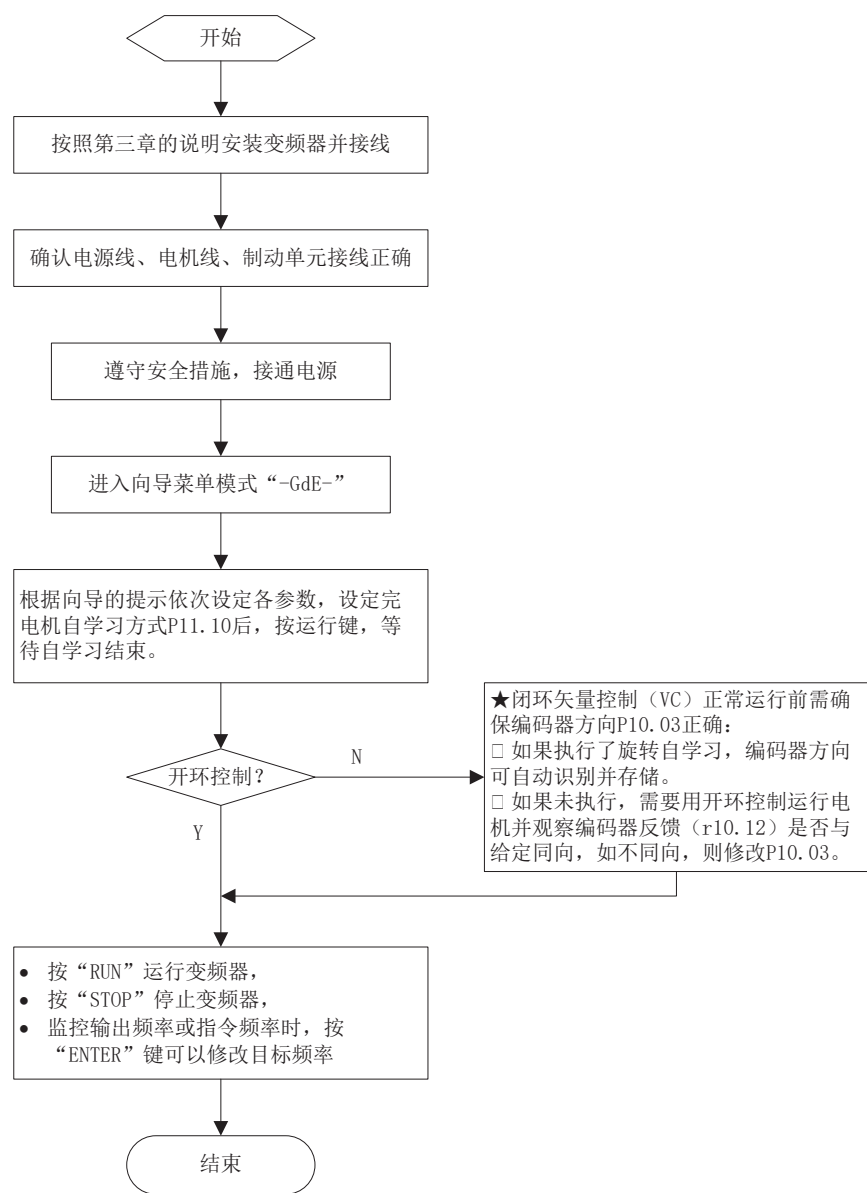 开始
按照第三章的说明安装变频器并接线
确认电源线、电机线、制动单元接线正确
遵守安全措施，接通电源
进入向导菜单模式“-GdE-”
根据向导的提示依次设定各参数，设定完
电机自学习方式P11.10后，按运行键，等
待自学习结束。
开环控制？
N
Y
★闭环矢量控制（VC）正常运行前需确
保编码器方向P10.03正确：
□ 如果执行了旋转自学习，编码器方向
可自动识别并存储。
□ 如果未执行，需要用开环控制运行电
机并观察编码器反馈（r10.12）是否与
给定同向，如不同向，则修改P10.03。
• 按“RUN”运行变频器，
• 按“STOP”停止变频器，
• 监控输出频率或指令频率时，按
“ENTER”键可以修改目标频率
结束